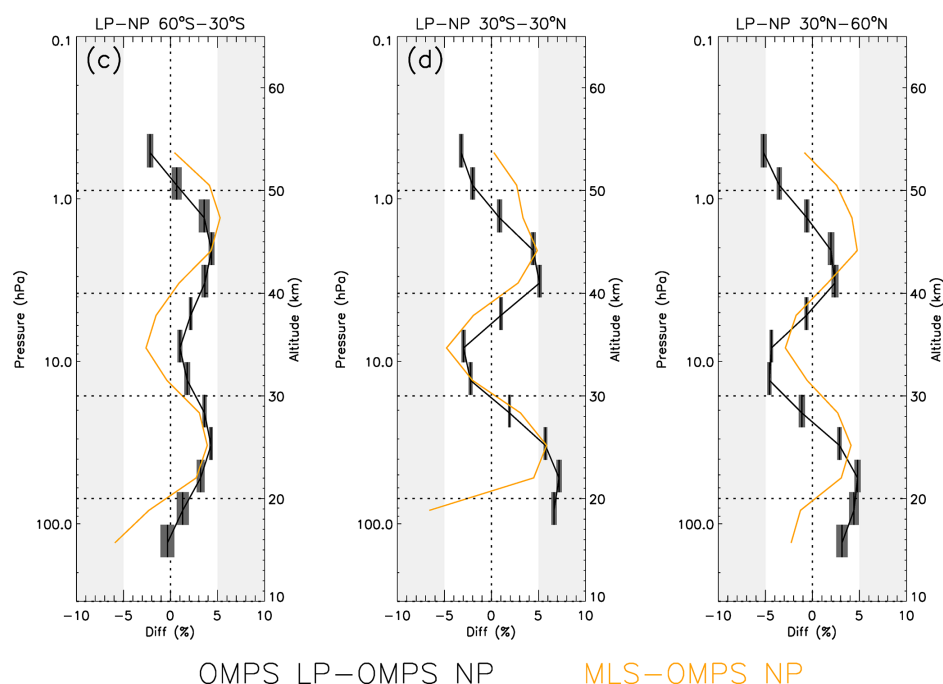 LP−NP 60°S−30°S
(c)
0.1
1.0
10.0
100.0
Pressure (hPa)
60
50
40
30
20
10
Altitude (km)
−10 −5 0 5 10
Diff (%)
LP−NP 30°S−30°N
(d)
0.1
1.0
10.0
100.0
Pressure (hPa)
60
50
40
30
20
10
Altitude (km)
−10 −5 0 5 10
Diff (%)
LP−NP 30°N−60°N
0.1
1.0
10.0
100.0
Pressure (hPa)
60
50
40
30
20
10
Altitude (km)
−10 −5 0 5 10
Diff (%)
OMPS LP−OMPS NP MLS−OMPS NP